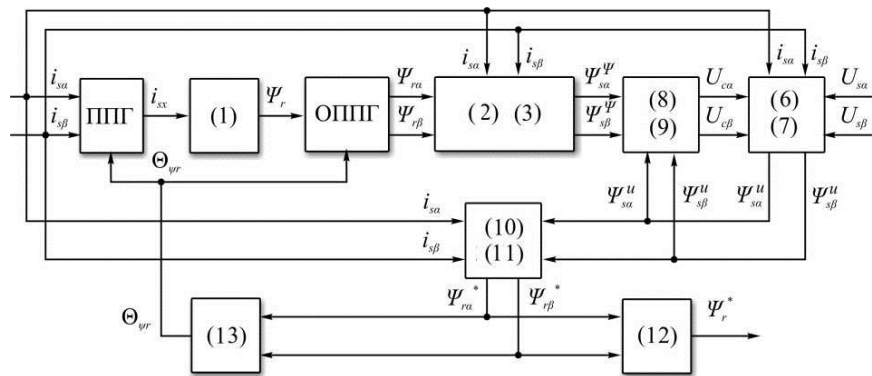 i_sα i_sβ
i_sα i_sβ
i_sα
i_sβ
ППГ
i_sx
(1)
Ψ_r
ОППГ
Ψ_rα
Ψ_rβ
(2) (3)
Ψ_sα^Ψ
Ψ_sβ^Ψ
(8)
(9)
U_cα
U_cβ
(6)
(7)
U_sα
U_sβ
Θ_ψr
Ψ_sα^u Ψ_sβ^u Ψ_sα^u Ψ_sβ^u
i_sα
i_sβ
(10)
(11)
Ψ_rα^* Ψ_rβ^*
Θ_ψr
(13)
(12)
Ψ_r^*